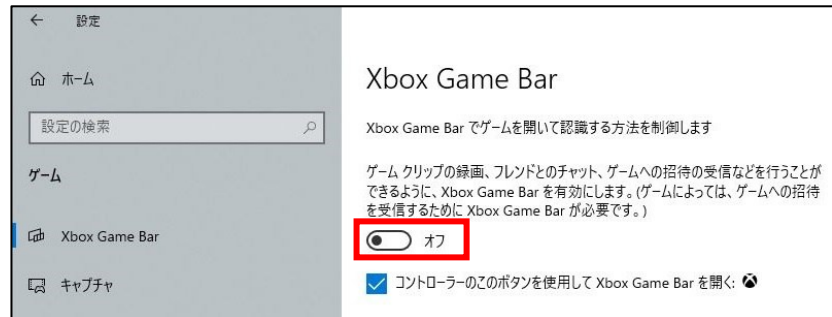 設定
ホーム
設定の検索
ゲーム
Xbox Game Bar
キャプチャ
Xbox Game Bar
Xbox Game Bar でゲームを開いて認識する方法を制御します
ゲーム クリップの録画、フレンドとのチャット、ゲームへの招待の受信などを行うことが
できるように、Xbox Game Bar を有効にします。(ゲームによっては、ゲームへの招待
を受信するために Xbox Game Bar が必要です。)
オフ
コントローラーのこのボタンを使用して Xbox Game Bar を開く: